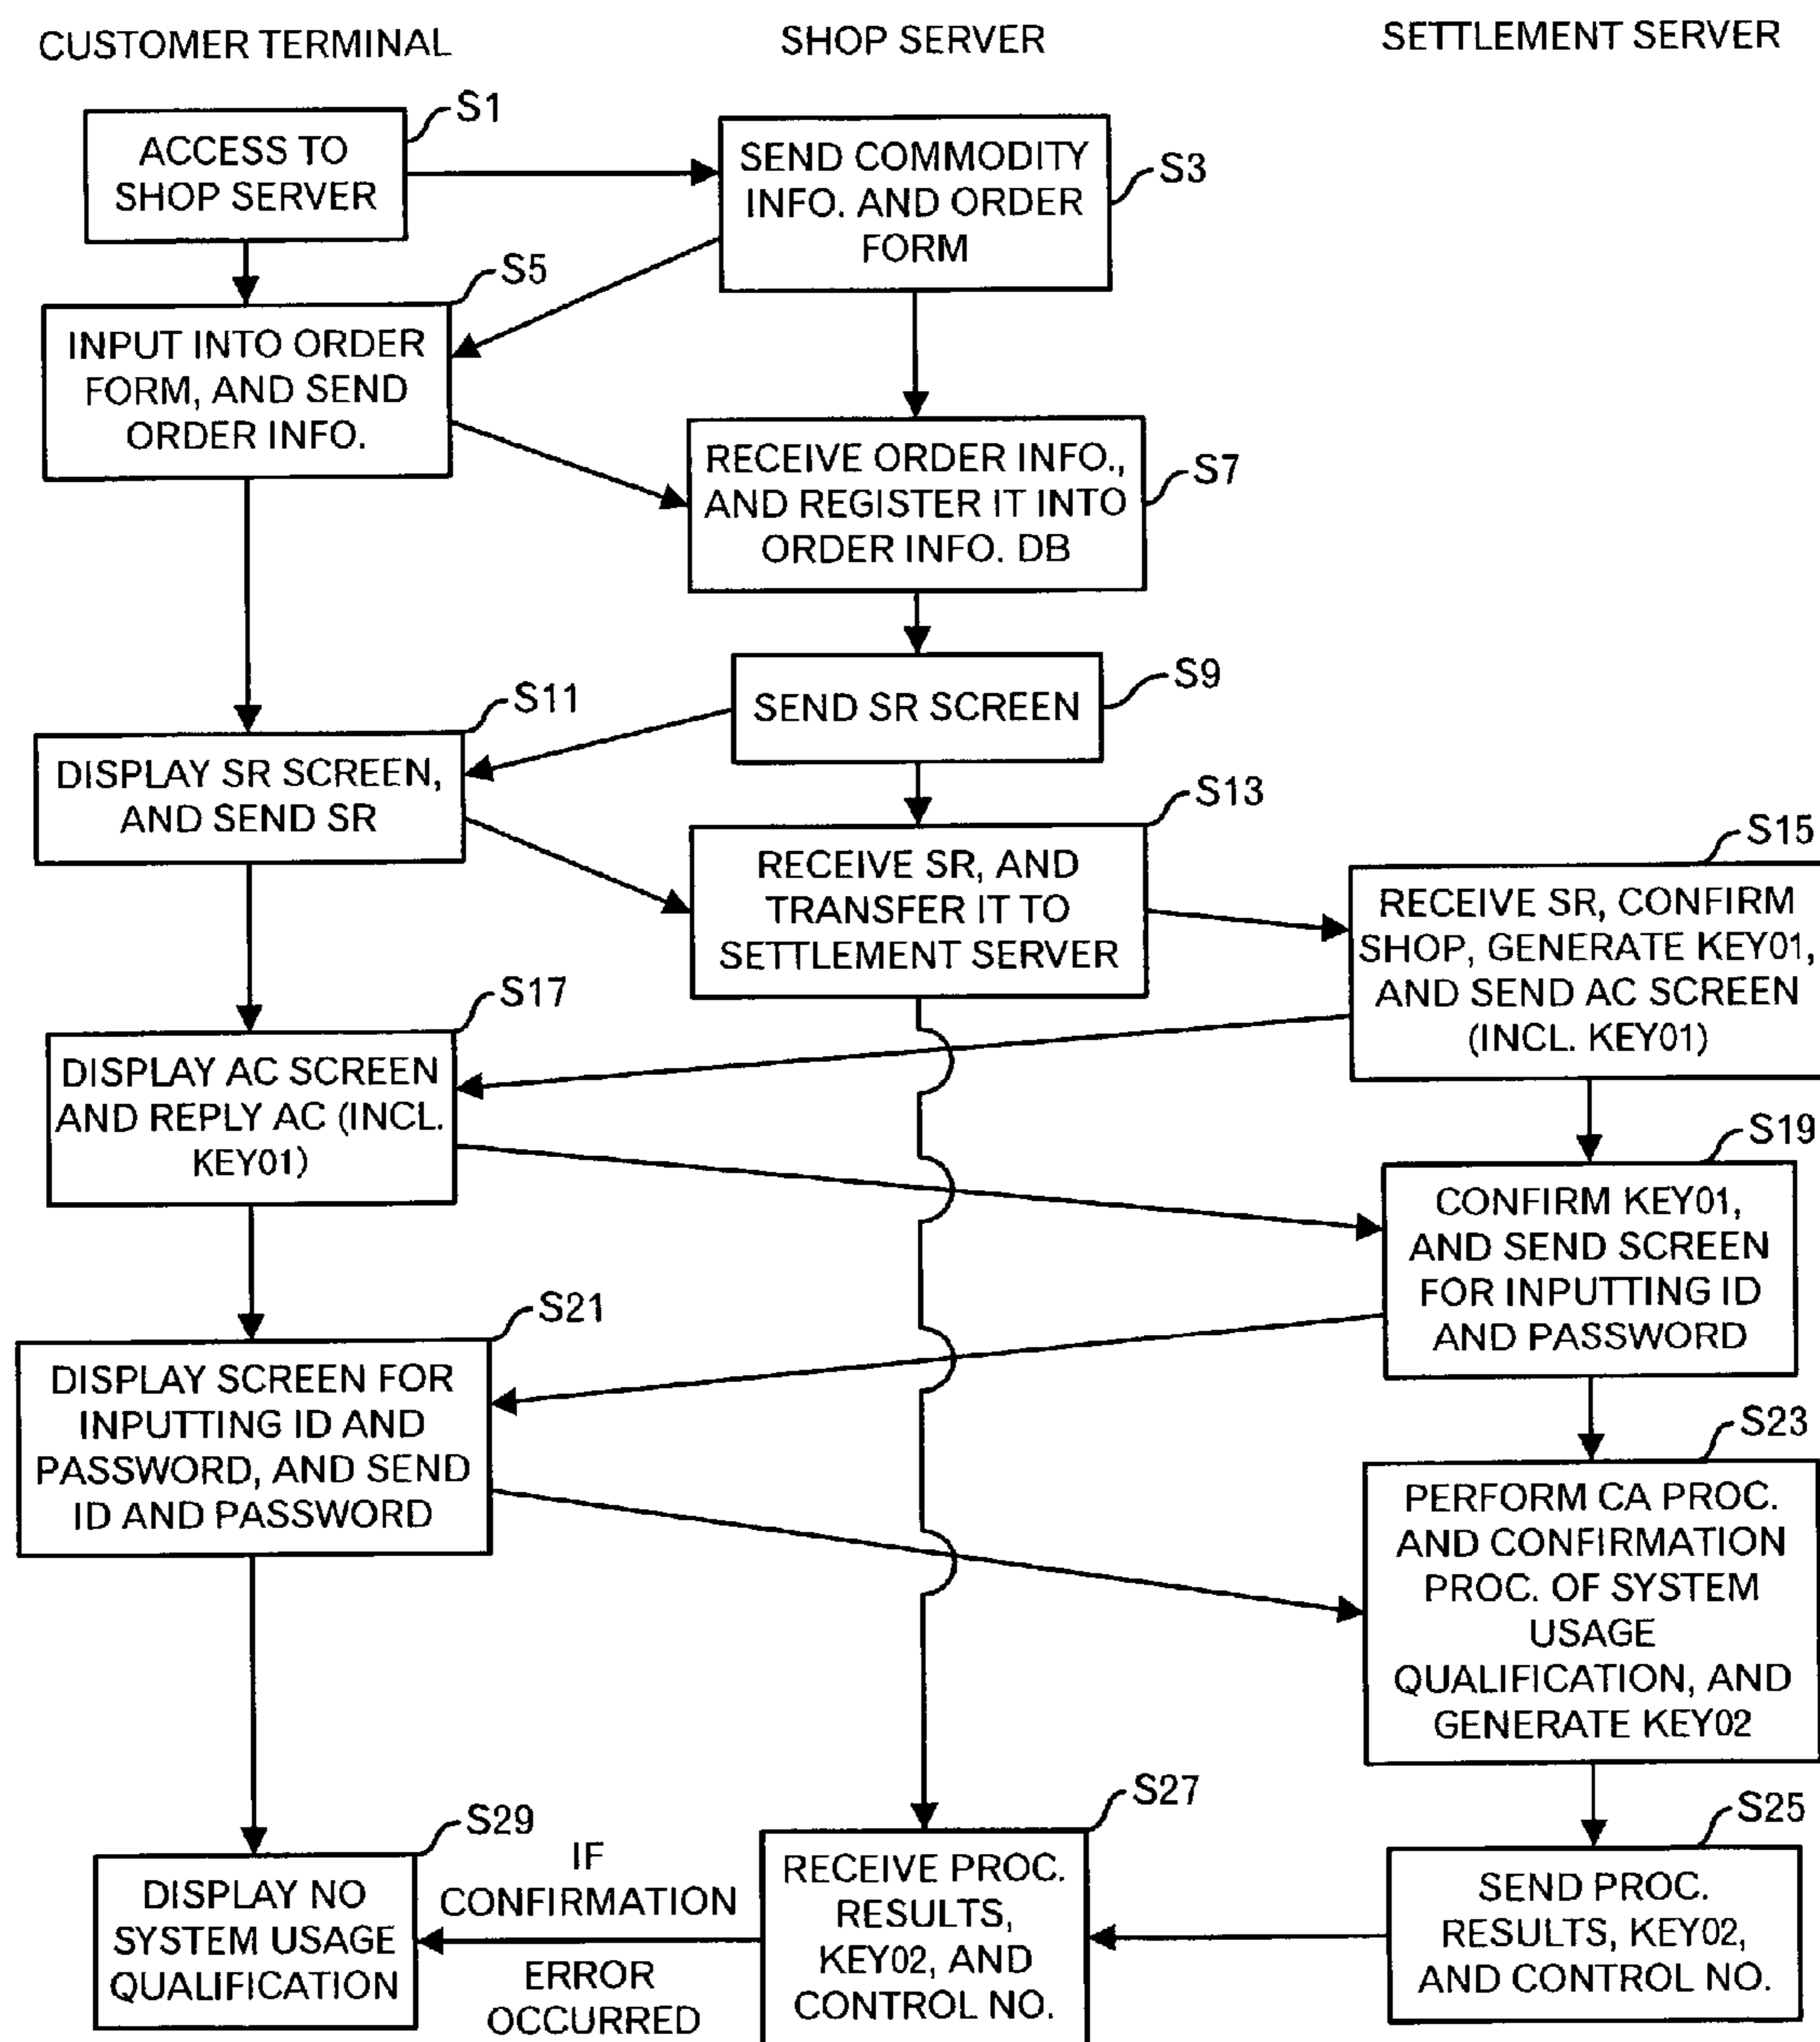 CUSTOMER TERMINAL
SHOP SERVER
SETTLEMENT SERVER
S1
ACCESS TO
SHOP SERVER
S3
SEND COMMODITY
INFO. AND ORDER
FORM
S5
INPUT INTO ORDER
FORM, AND SEND
ORDER INFO.
S7
RECEIVE ORDER INFO.,
AND REGISTER IT INTO
ORDER INFO. DB
S9
SEND SR SCREEN
S11
DISPLAY SR SCREEN,
AND SEND SR
S13
RECEIVE SR, AND
TRANSFER IT TO
SETTLEMENT SERVER
S15
RECEIVE SR, CONFIRM
SHOP, GENERATE KEY01,
AND SEND AC SCREEN
(INCL. KEY01)
S17
DISPLAY AC SCREEN
AND REPLY AC (INCL.
KEY01)
S19
CONFIRM KEY01,
AND SEND SCREEN
FOR INPUTTING ID
AND PASSWORD
S21
DISPLAY SCREEN FOR
INPUTTING ID AND
PASSWORD, AND SEND
ID AND PASSWORD
S23
PERFORM CA PROC.
AND CONFIRMATION
PROC. OF SYSTEM
USAGE
QUALIFICATION, AND
GENERATE KEY02
S25
SEND PROC.
RESULTS, KEY02,
AND CONTROL NO.
S27
RECEIVE PROC.
RESULTS,
KEY02, AND
CONTROL NO.
IF
CONFIRMATION
ERROR
OCCURRED
S29
DISPLAY NO
SYSTEM USAGE
QUALIFICATION